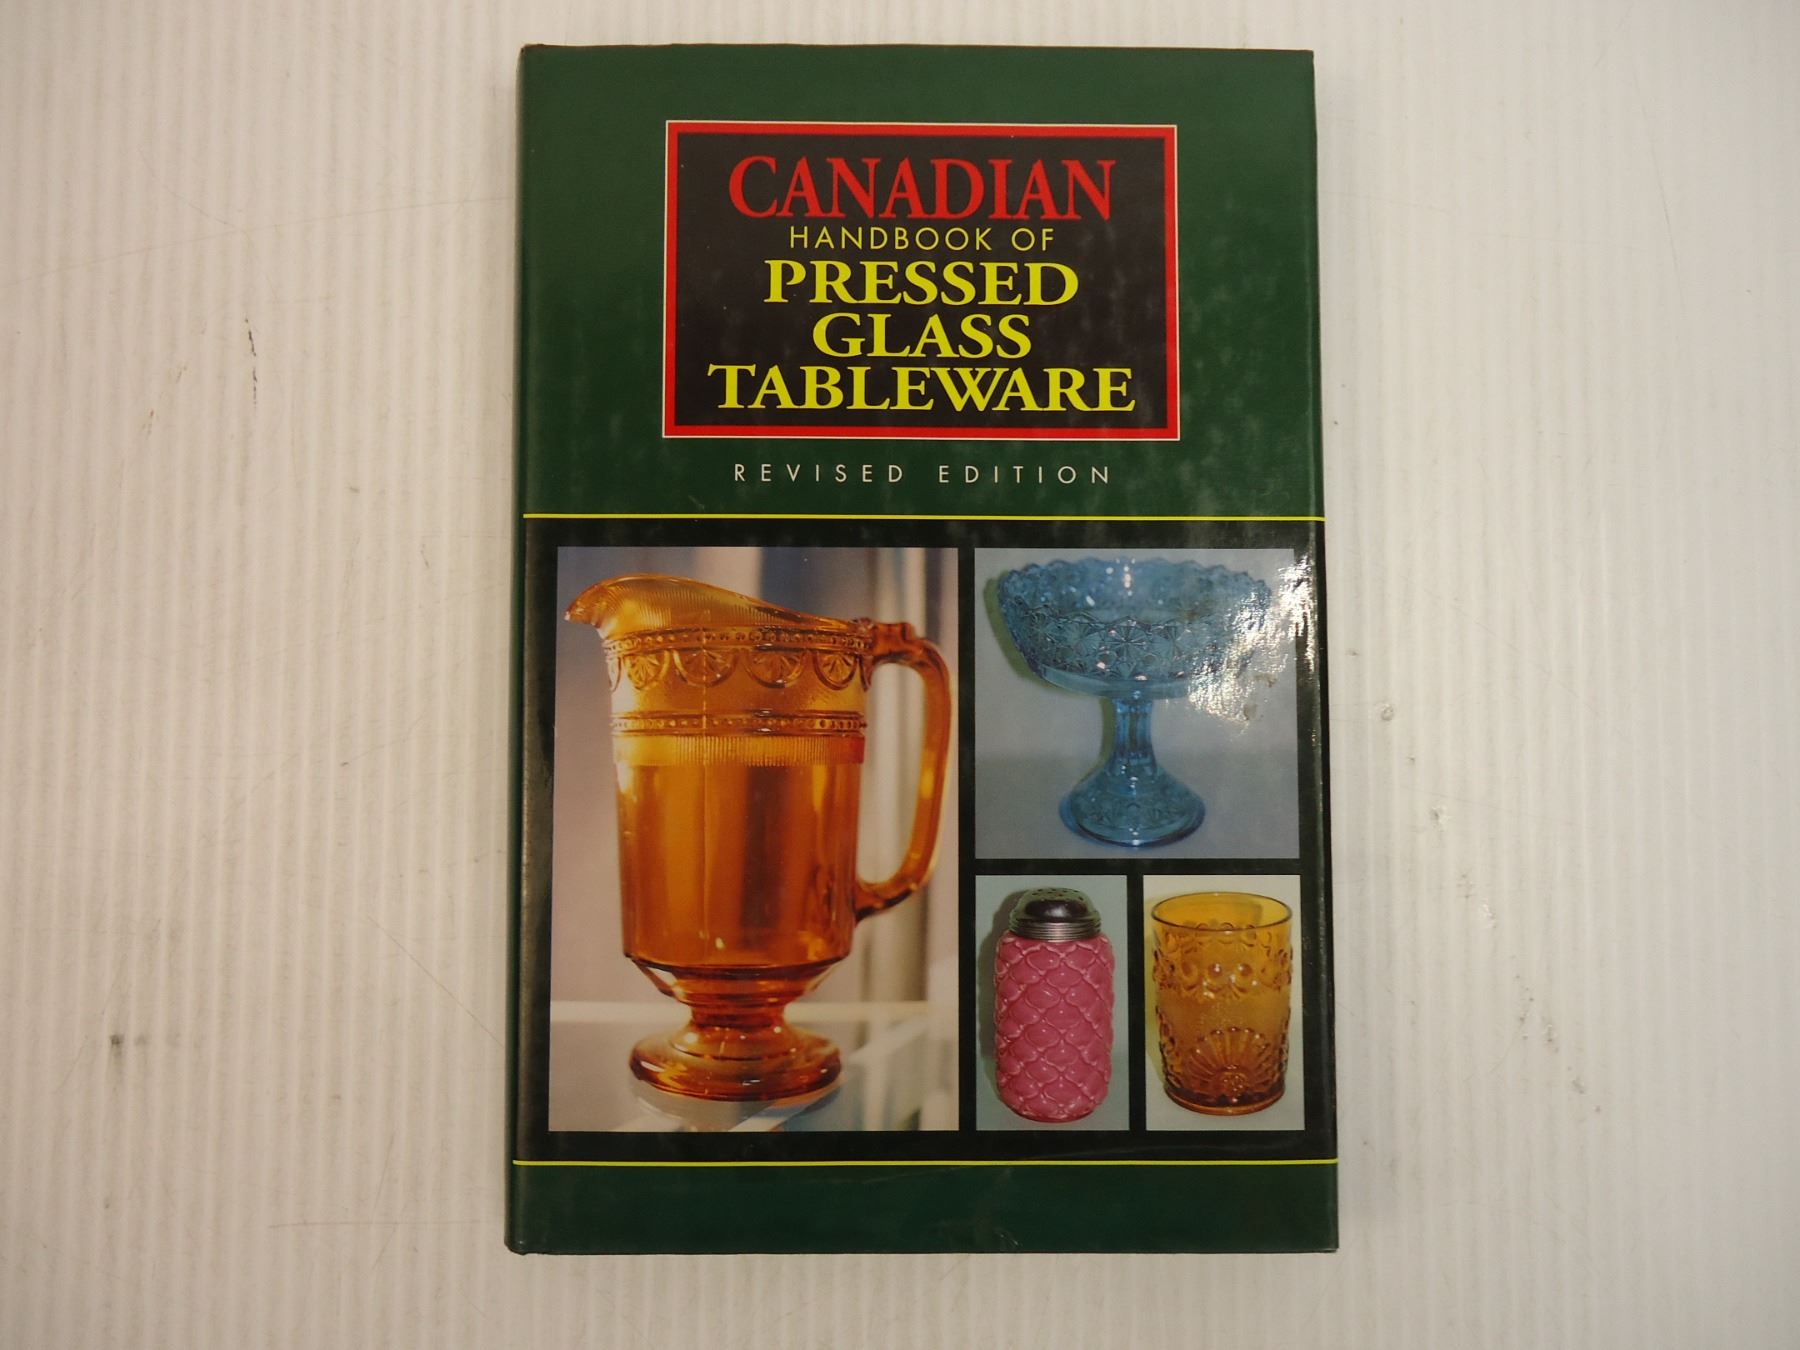 CANADIAN
HANDBOOK OF
PRESSED
GLASS
TABLEWARE
REVISED EDITION